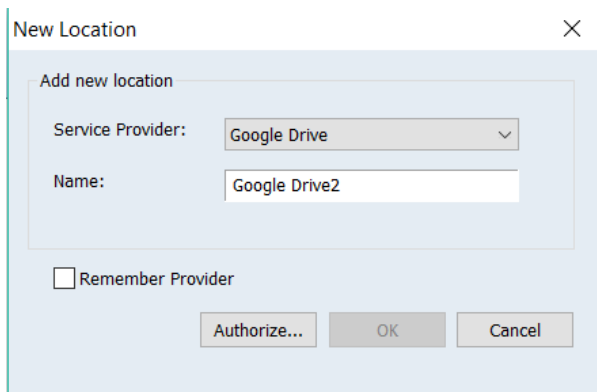 New Location
Add new location
Service Provider: Google Drive
Name: Google Drive2
Remember Provider
Authorize... OK Cancel